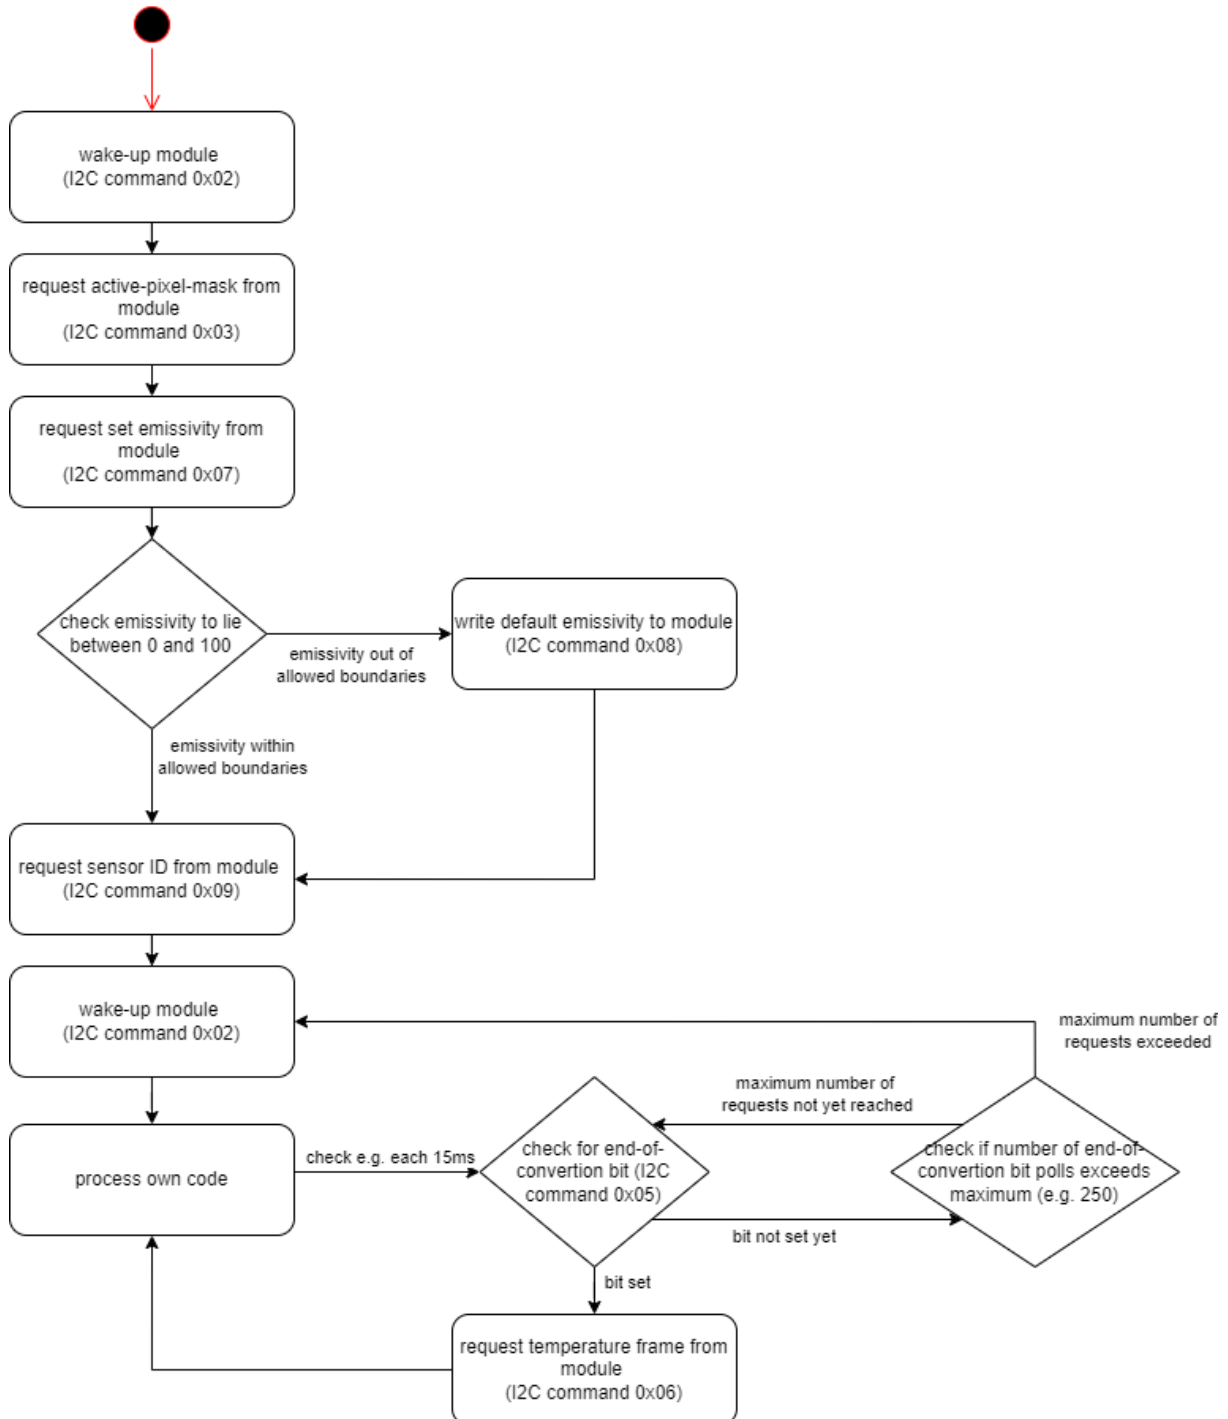 wake-up module
(I2C command 0x02)
request active-pixel-mask from
module
(I2C command 0x03)
request set emissivity from
module
(I2C command 0x07)
check emissivity to lie
between 0 and 100
emissivity out of
allowed boundaries
write default emissivity to module
(I2C command 0x08)
emissivity within
allowed boundaries
request sensor ID from module
(I2C command 0x09)
wake-up module
(I2C command 0x02)
maximum number of
requests exceeded
maximum number of
requests not yet reached
process own code
check e.g. each 15ms
check for end-of-
convertion bit (I2C
command 0x05)
check if number of end-of-
convertion bit polls exceeds
maximum (e.g. 250)
bit not set yet
bit set
request temperature frame from
module
(I2C command 0x06)